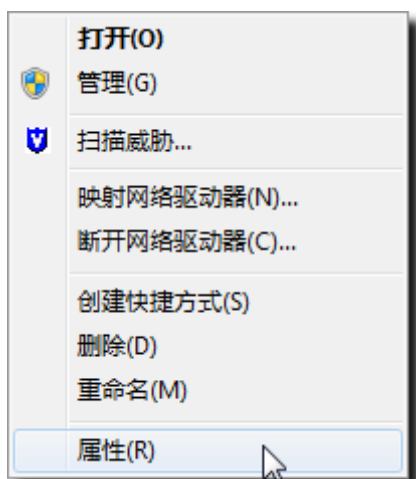 打开(O)
管理(G)
扫描威胁...
映射网络驱动器(N)...
断开网络驱动器(C)...
创建快捷方式(S)
删除(D)
重命名(M)
属性(R)